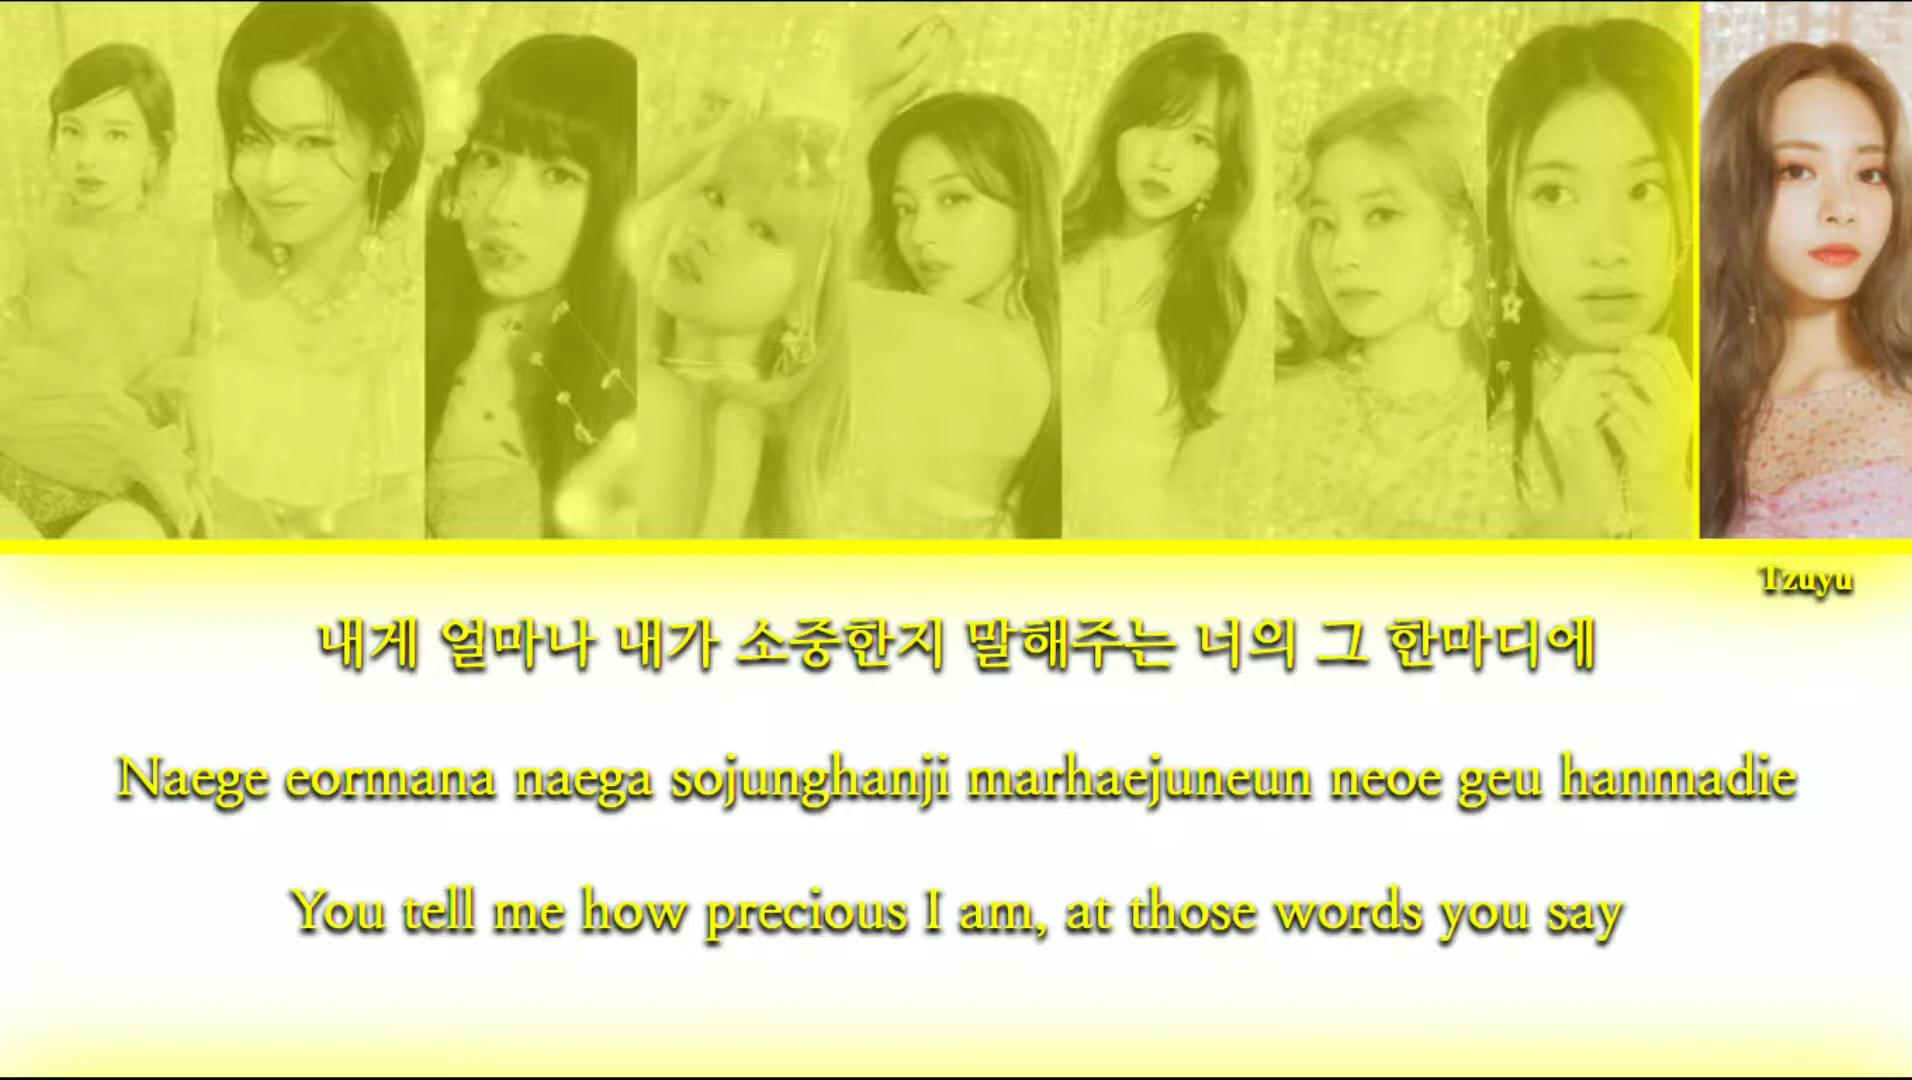 Tzuyu
내게 얼마나 내가 소중한지 말해주는 너의 그 한마디에
Naege eormana naega sojunghanji marhaejuneun neoe geu hanmadie
You tell me how precious I am, at those words you say